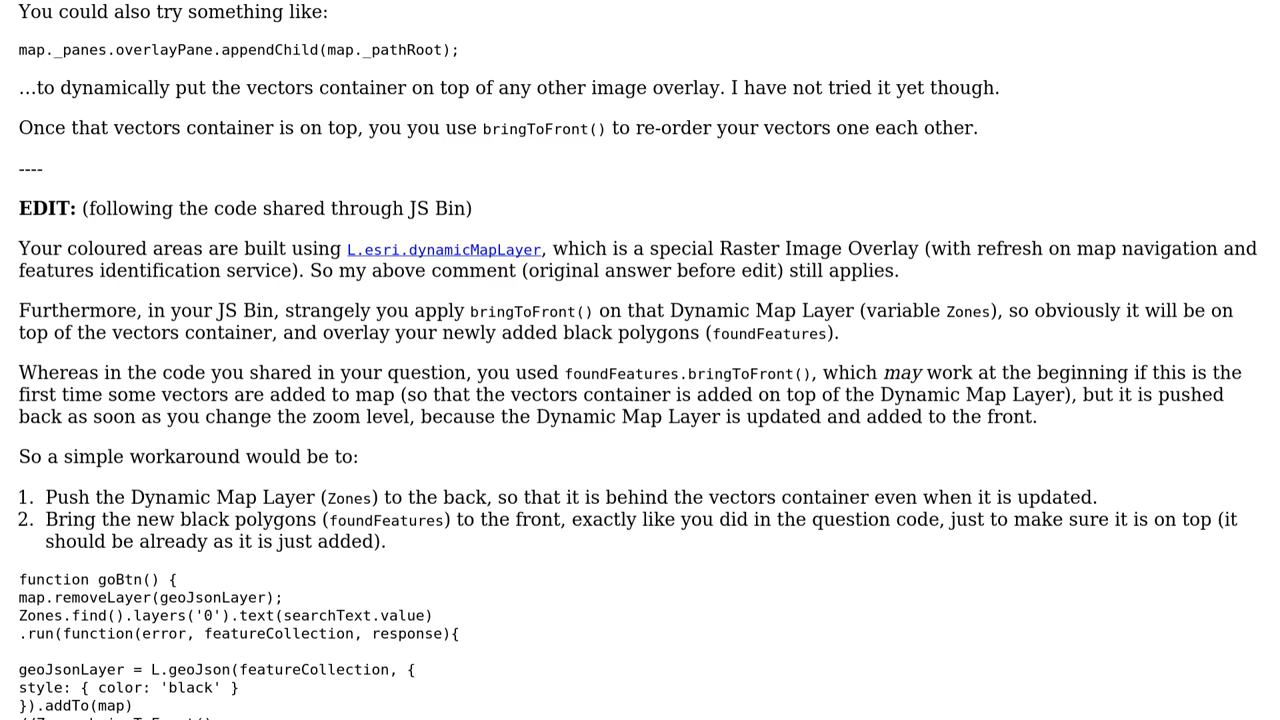 You could also try something like:
map._panes.overlayPane.appendChild(map._pathRoot);
…to dynamically put the vectors container on top of any other image overlay. I have not tried it yet though.
Once that vectors container is on top, you you use bringToFront() to re-order your vectors one each other.
----
EDIT: (following the code shared through JS Bin)
Your coloured areas are built using L.esri.dynamicMapLayer, which is a special Raster Image Overlay (with refresh on map navigation and
features identification service). So my above comment (original answer before edit) still applies.
Furthermore, in your JS Bin, strangely you apply bringToFront() on that Dynamic Map Layer (variable Zones), so obviously it will be on
top of the vectors container, and overlay your newly added black polygons (foundFeatures).
Whereas in the code you shared in your question, you used foundFeatures.bringToFront(), which may work at the beginning if this is the
first time some vectors are added to map (so that the vectors container is added on top of the Dynamic Map Layer), but it is pushed
back as soon as you change the zoom level, because the Dynamic Map Layer is updated and added to the front.
So a simple workaround would be to:
1. Push the Dynamic Map Layer (Zones) to the back, so that it is behind the vectors container even when it is updated.
2. Bring the new black polygons (foundFeatures) to the front, exactly like you did in the question code, just to make sure it is on top (it
should be already as it is just added).
function goBtn() {
map.removeLayer(geoJsonLayer);
Zones.find().layers('0').text(searchText.value)
.run(function(error, featureCollection, response){
geoJsonLayer = L.geoJson(featureCollection, {
style: { color: 'black' }
}).addTo(map)